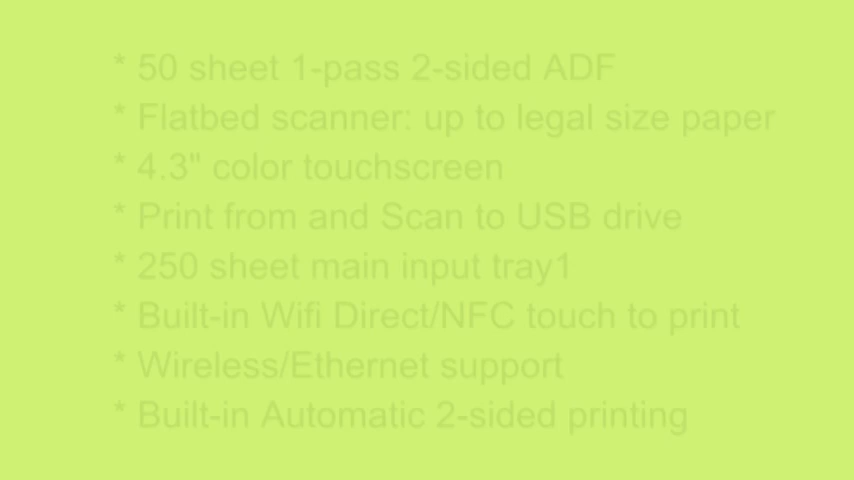 * 50 sheet 1-pass 2-sided ADF
* Flatbed scanner: up to legal size paper
* 4.3" color touchscreen
* Print from and Scan to USB drive
* 250 sheet main input tray1
* Built-in Wifi Direct/NFC touch to print
* Wireless/Ethernet support
* Built-in Automatic 2-sided printing